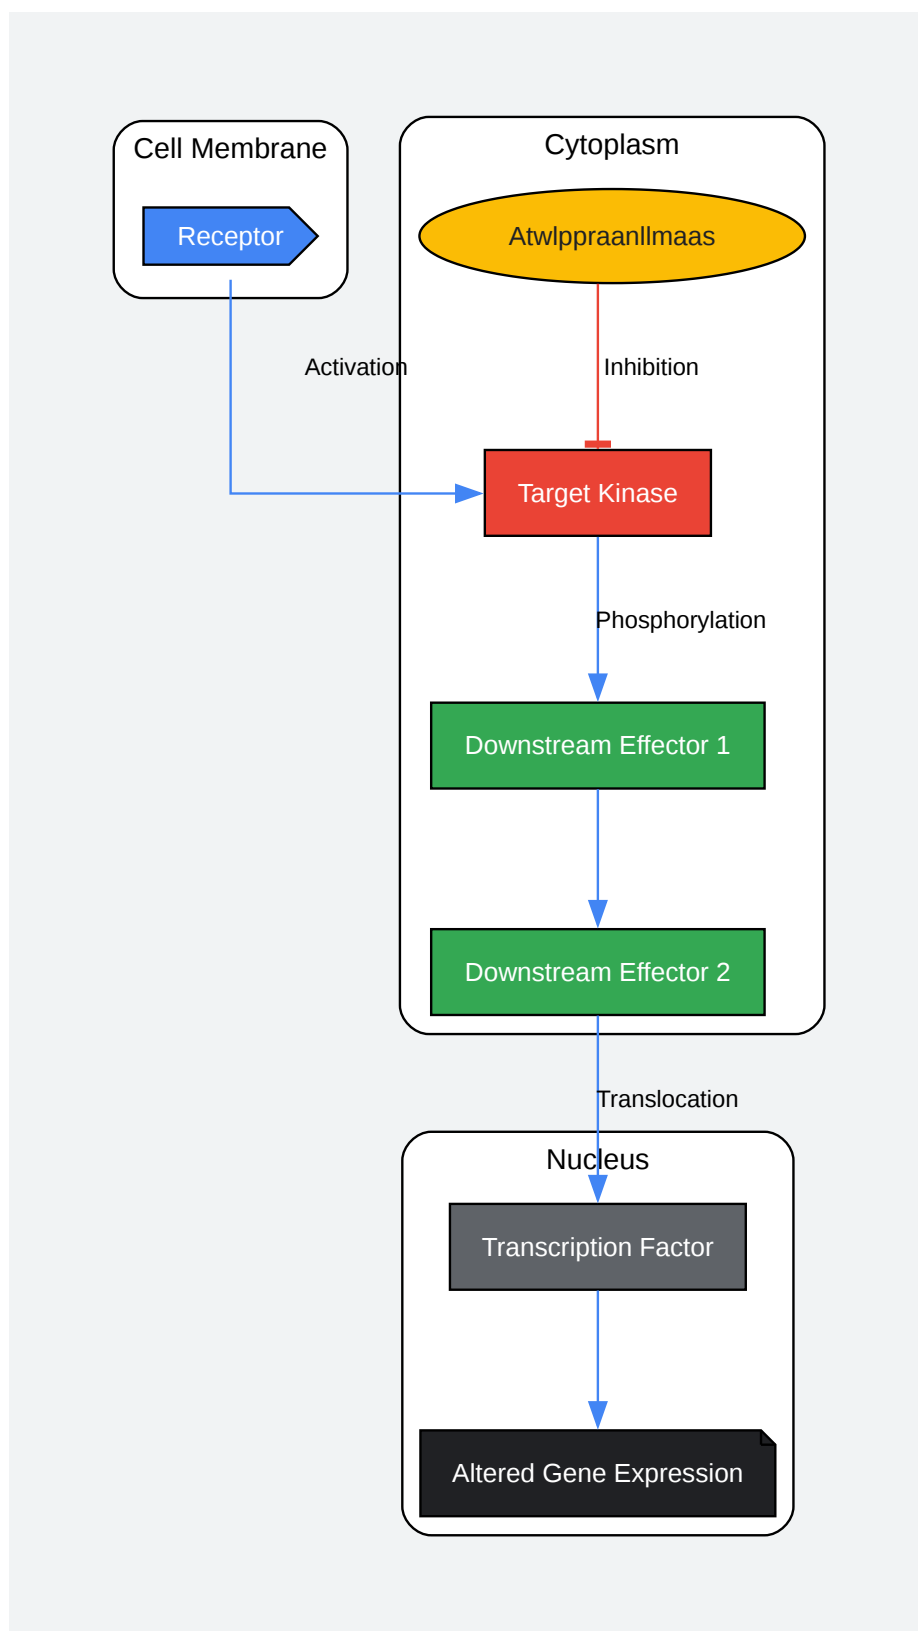 Cell Membrane
Receptor
Cytoplasm
Atwlppraanllmaas
Activation
Inhibition
Target Kinase
Phosphorylation
Downstream Effector 1
Downstream Effector 2
Translocation
Nucleus
Transcription Factor
Altered Gene Expression